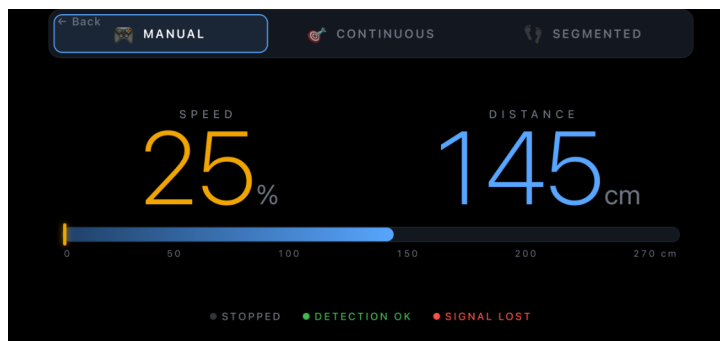 ← Back
MANUAL CONTINUOUS SEGMENTED
SPEED DISTANCE
25% 145cm
0 50 100 150 200 270 cm
STOPPED DETECTION OK SIGNAL LOST